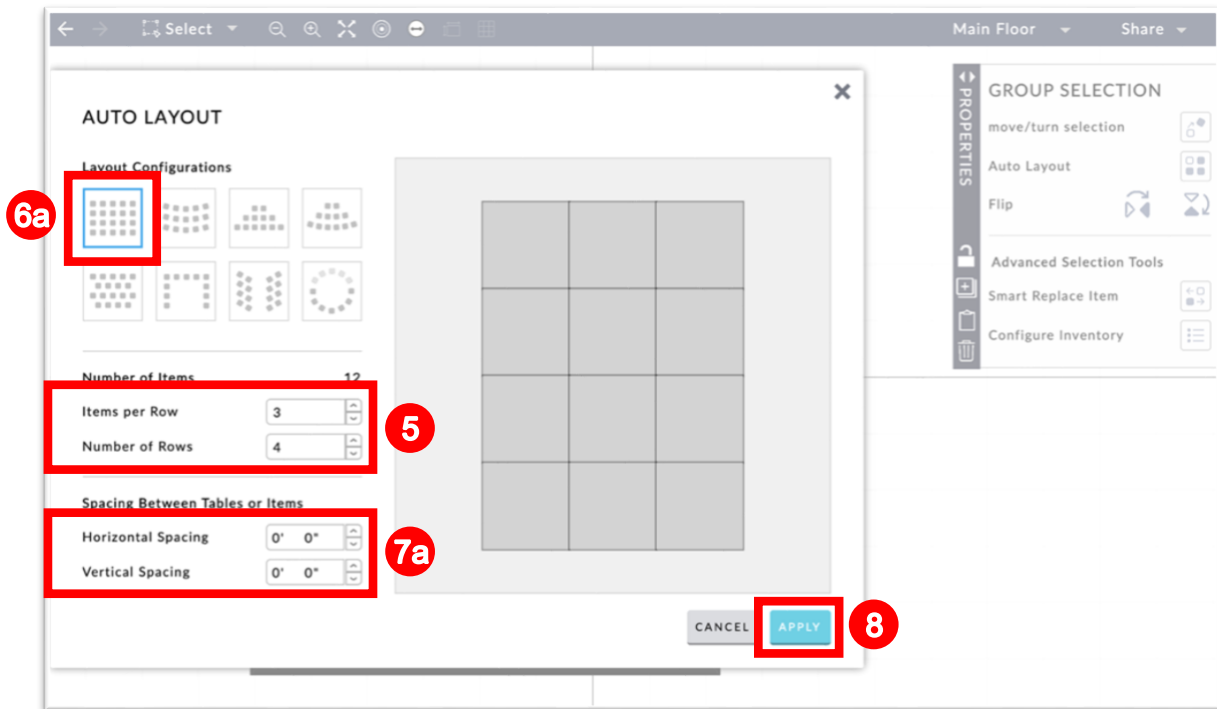 Select
Main Floor
Share
AUTO LAYOUT
Layout Configurations
6a
Number of Items 12
Items per Row 3
Number of Rows 4
5
Spacing Between Tables or Items
Horizontal Spacing 0' 0"
Vertical Spacing 0' 0"
7a
CANCEL
APPLY
8
PROPERTIES
GROUP SELECTION
move/turn selection
Auto Layout
Flip
Advanced Selection Tools
Smart Replace Item
Configure Inventory